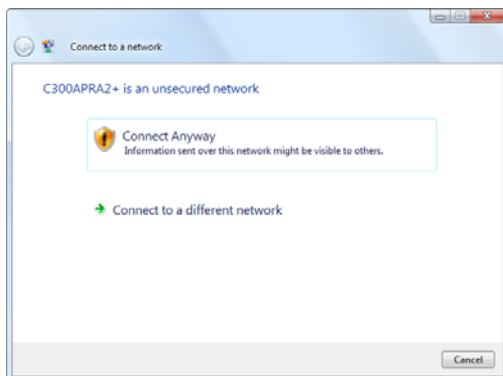 Connect to a network
C300APRA2+ is an unsecured network
Connect Anyway
Information sent over this network might be visible to others.
Connect to a different network
Cancel